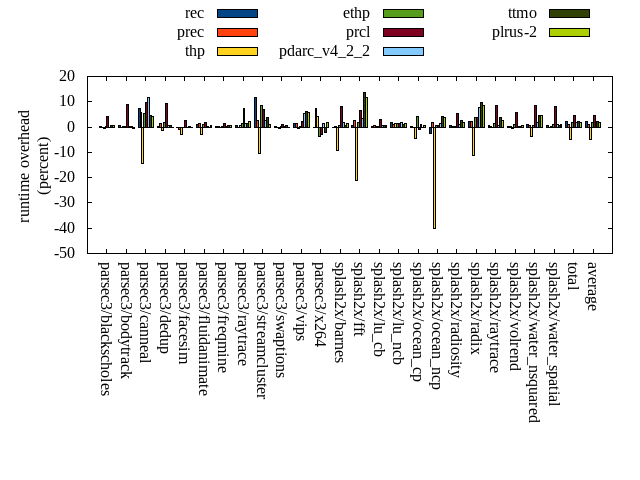 rec ethp ttmo
prec prcl plrus-2
thp pdarc_v4_2_2
runtime overhead
(percent)
20
10
0
-10
-20
-30
-40
-50
parsec3/blackscholes
parsec3/bodytrack
parsec3/canneal
parsec3/dedup
parsec3/facesim
parsec3/fluidanimate
parsec3/freqmine
parsec3/raytrace
parsec3/streamcluster
parsec3/swaptions
parsec3/vips
parsec3/x264
splash2x/barnes
splash2x/fft
splash2x/lu_cb
splash2x/lu_ncb
splash2x/ocean_cp
splash2x/ocean_ncp
splash2x/radiosity
splash2x/radix
splash2x/raytrace
splash2x/volrend
splash2x/water_nsquared
splash2x/water_spatial
total
average